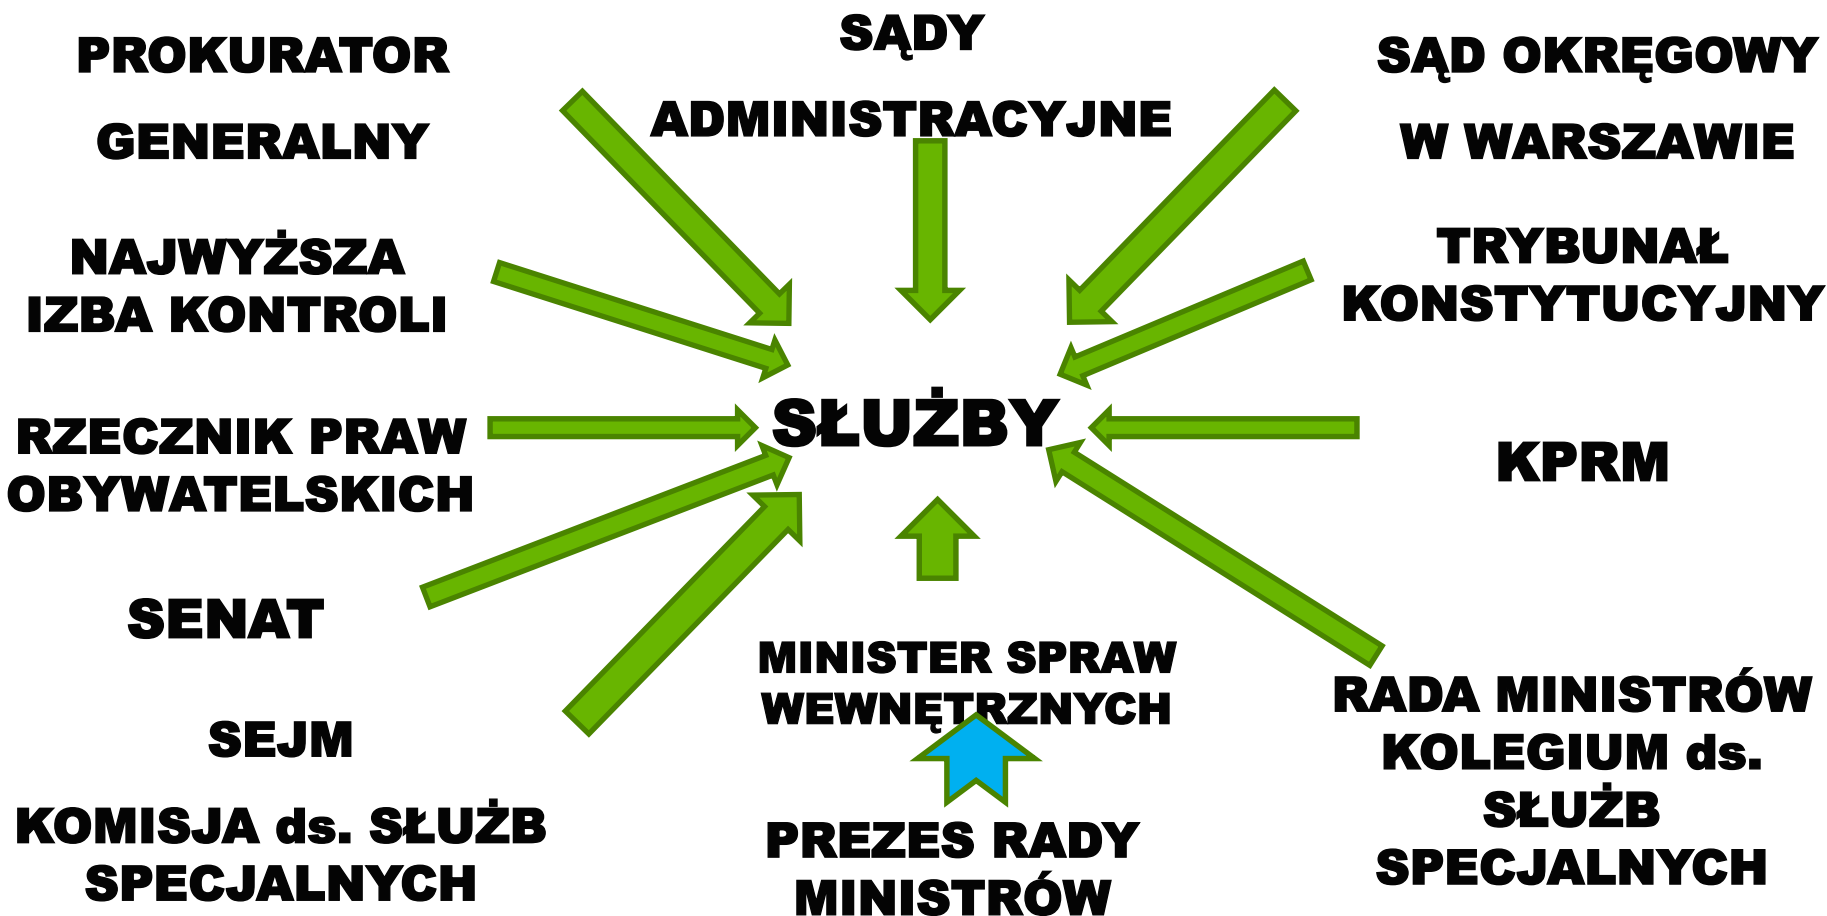 PROKURATOR
GENERALNY
SĄDY
ADMINISTRACYJNE
SĄD OKRĘGOWY
W WARSZAWIE
NAJWYŻSZA
IZBA KONTROLI
TRYBUNAŁ
KONSTYTUCYJNY
RZECZNIK PRAW
OBYWATELSKICH
SŁUŻBY
KPRM
SENAT
SEJM
KOMISJA ds. SŁUŻB
SPECJALNYCH
MINISTER SPRAW
WEWNĘTRZNYCH
PREZES RADY
MINISTRÓW
RADA MINISTRÓW
KOLEGIUM ds.
SŁUŻB
SPECJALNYCH